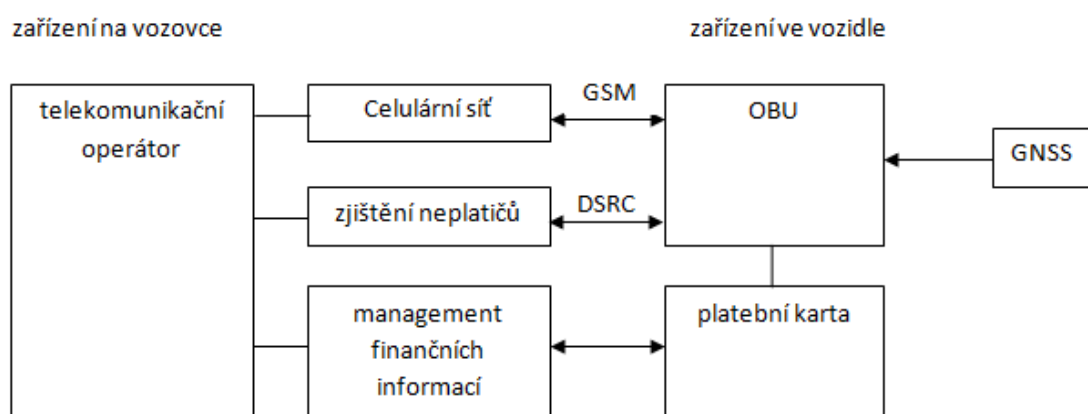 zařízení na vozovce
zařízení ve vozidle
telekomunikační
operátor
Celulární síť
GSM
OBU
GNSS
zjištění neplatičů
DSRC
management
finančních
informací
platební karta